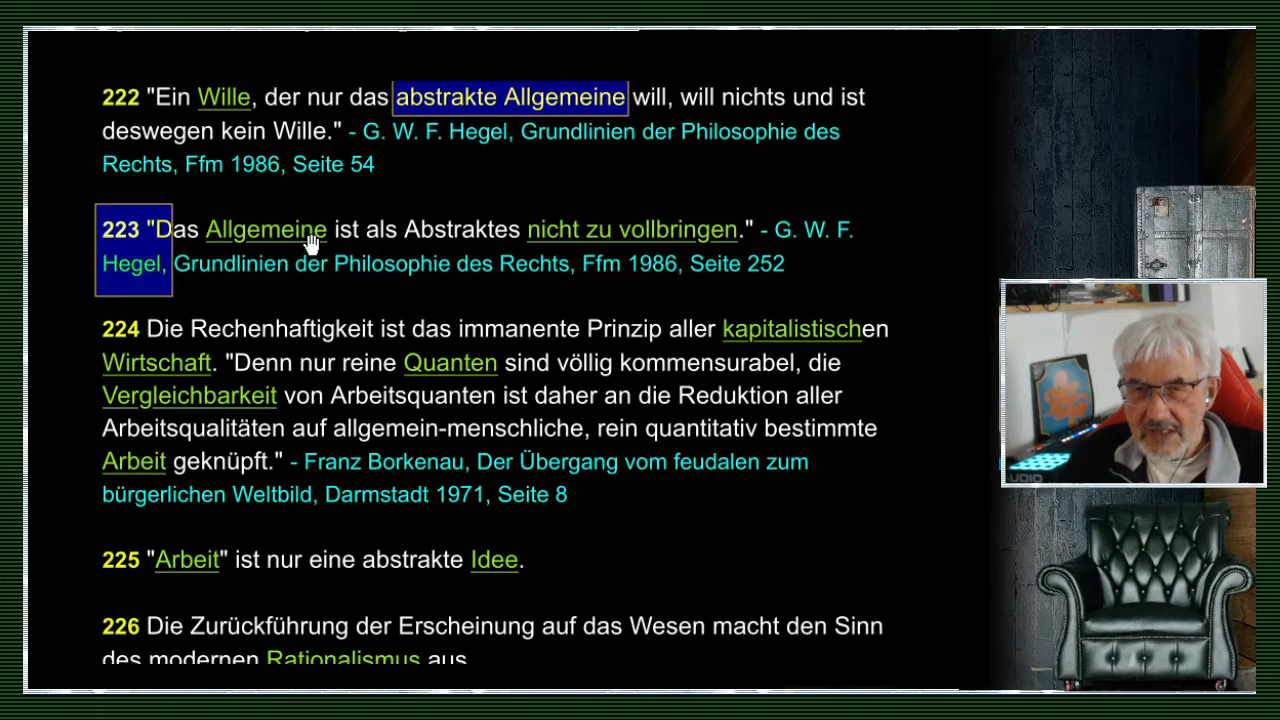 222 "Ein Wille, der nur das abstrakte Allgemeine will, will nichts und ist
deswegen kein Wille." - G. W. F. Hegel, Grundlinien der Philosophie des
Rechts, Ffm 1986, Seite 54
223 "Das Allgemeine ist als Abstraktes nicht zu vollbringen." - G. W. F.
Hegel, Grundlinien der Philosophie des Rechts, Ffm 1986, Seite 252
224 Die Rechenhaftigkeit ist das immanente Prinzip aller kapitalistischen
Wirtschaft. "Denn nur reine Quanten sind völlig kommensurabel, die
Vergleichbarkeit von Arbeitsquanten ist daher an die Reduktion aller
Arbeitsqualitäten auf allgemein-menschliche, rein quantitativ bestimmte
Arbeit geknüpft." - Franz Borkenau, Der Übergang vom feudalen zum
bürgerlichen Weltbild, Darmstadt 1971, Seite 8
225 "Arbeit" ist nur eine abstrakte Idee.
226 Die Zurückführung der Erscheinung auf das Wesen macht den Sinn
des modernen Rationalismus aus
UDIO